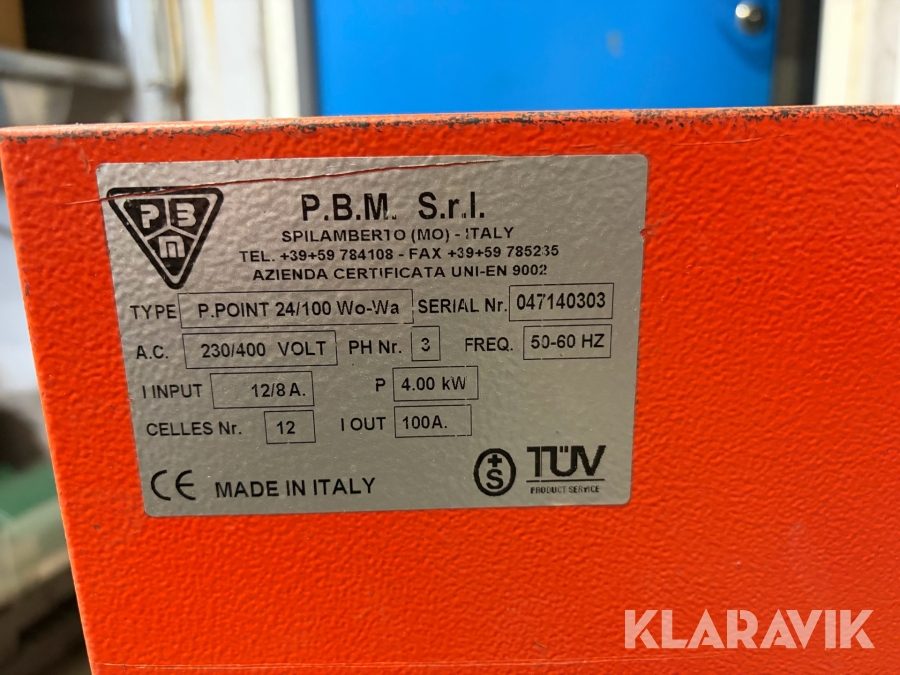 PBM
P.B.M. S.r.l.
SPILAMBERTO (MO) - ITALY
TEL. +39+59 784108 - FAX +39+59 785235
AZIENDA CERTIFICATA UNI-EN 9002
TYPE P.POINT 24/100 Wo-Wa SERIAL Nr. 047140303
A.C. 230/400 VOLT PH Nr. 3 FREQ. 50-60 HZ
I INPUT 12/8 A. P 4.00 kW
CELLES Nr. 12 I OUT 100A.
CE MADE IN ITALY
+S TÜV
PRODUCT SERVICE
KLARAVIK